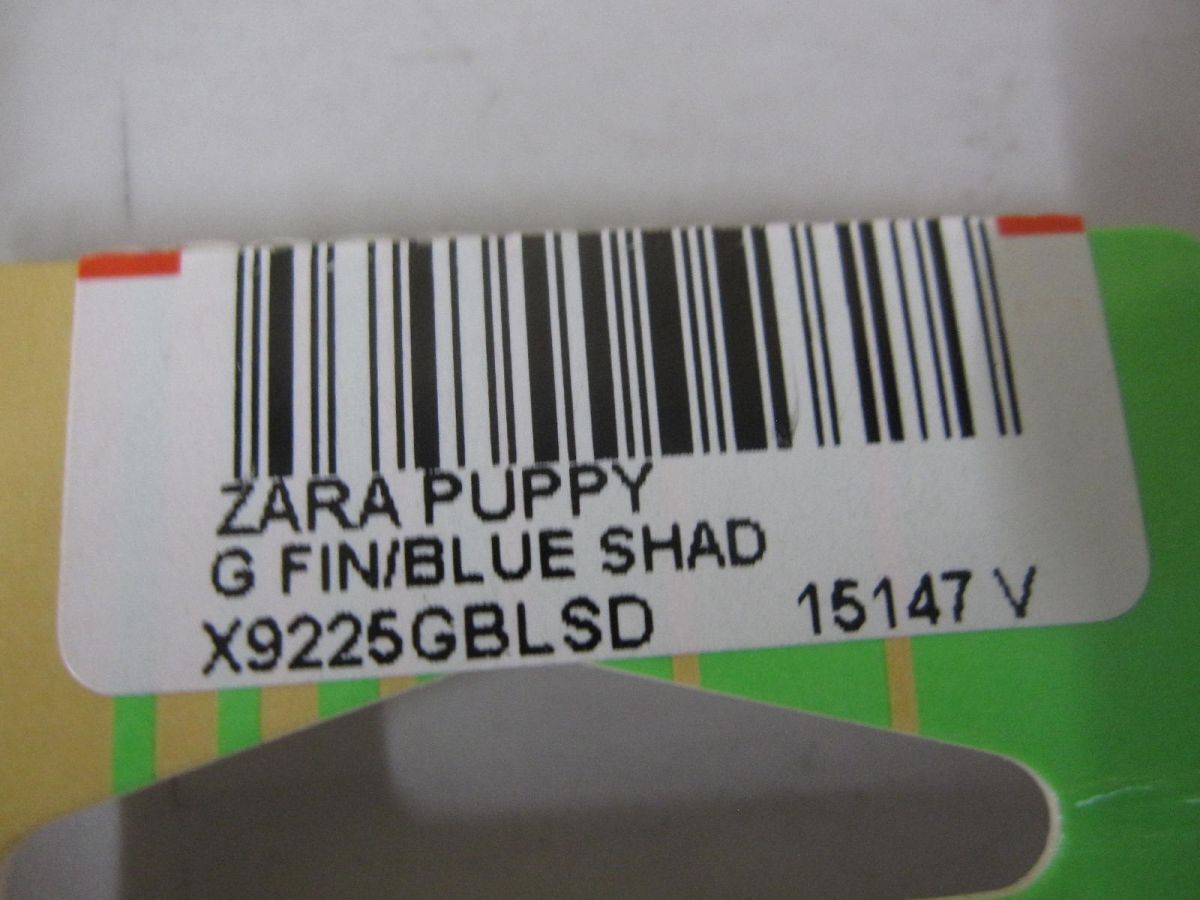 ZARA PUPPY
G FIN/BLUE SHAD
X9225GBLSD 15147 V